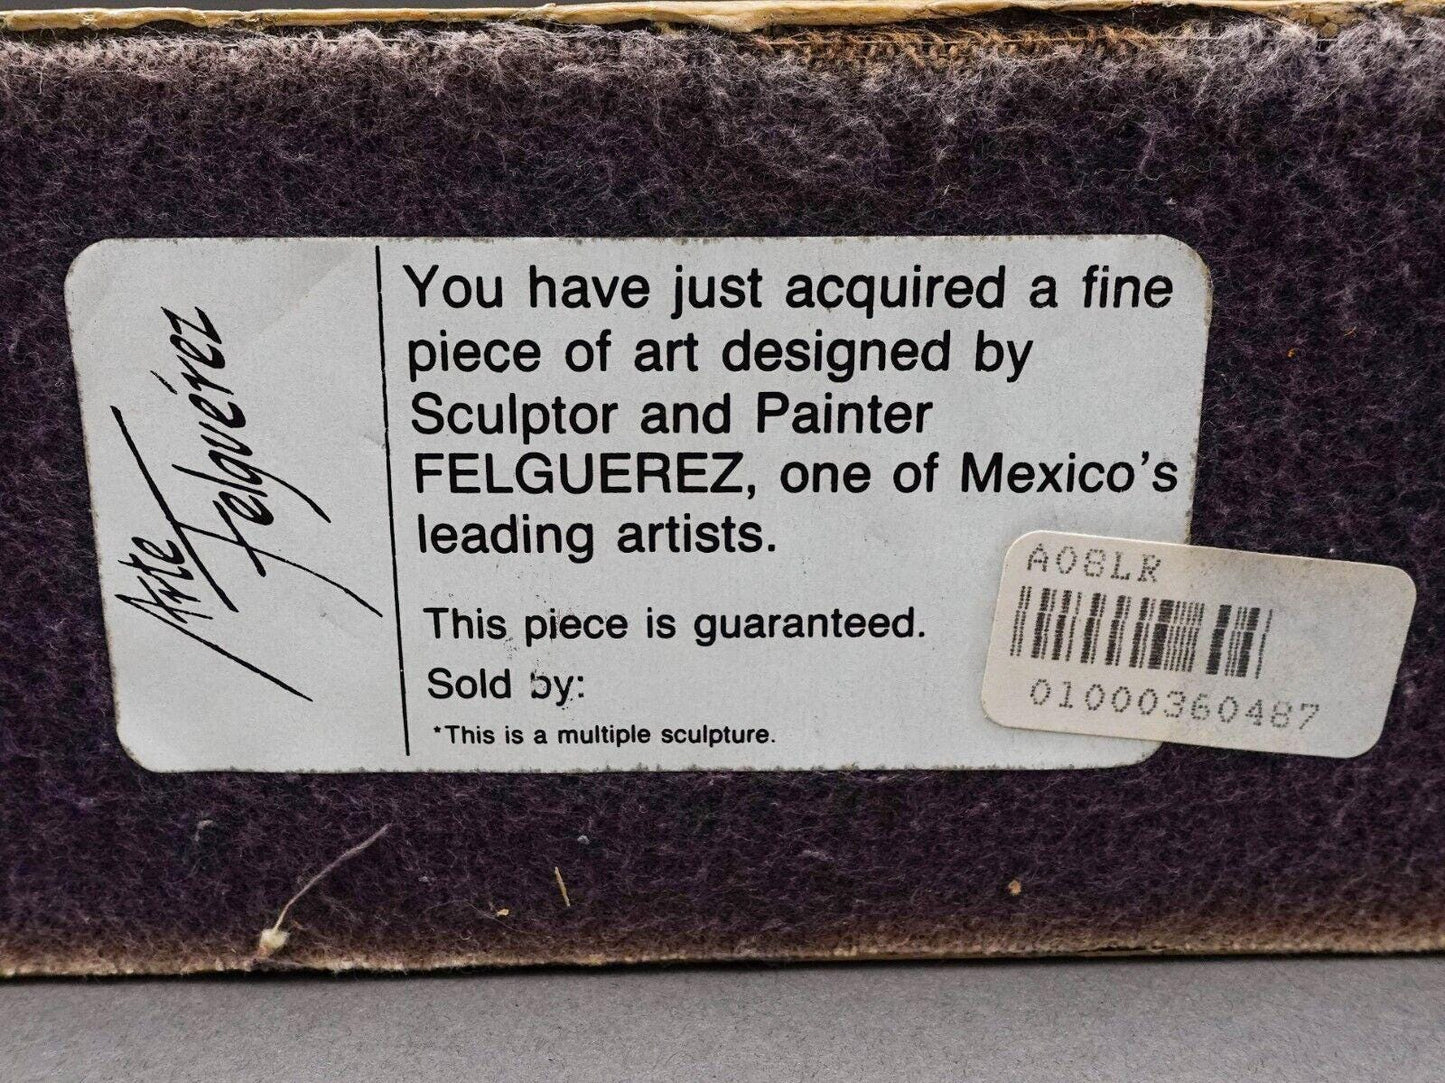 Arte
Felguérez
You have just acquired a fine
piece of art designed by
Sculptor and Painter
FELGUEREZ, one of Mexico's
leading artists.
This piece is guaranteed.
Sold by:
*This is a multiple sculpture.
A08LR
01000360487